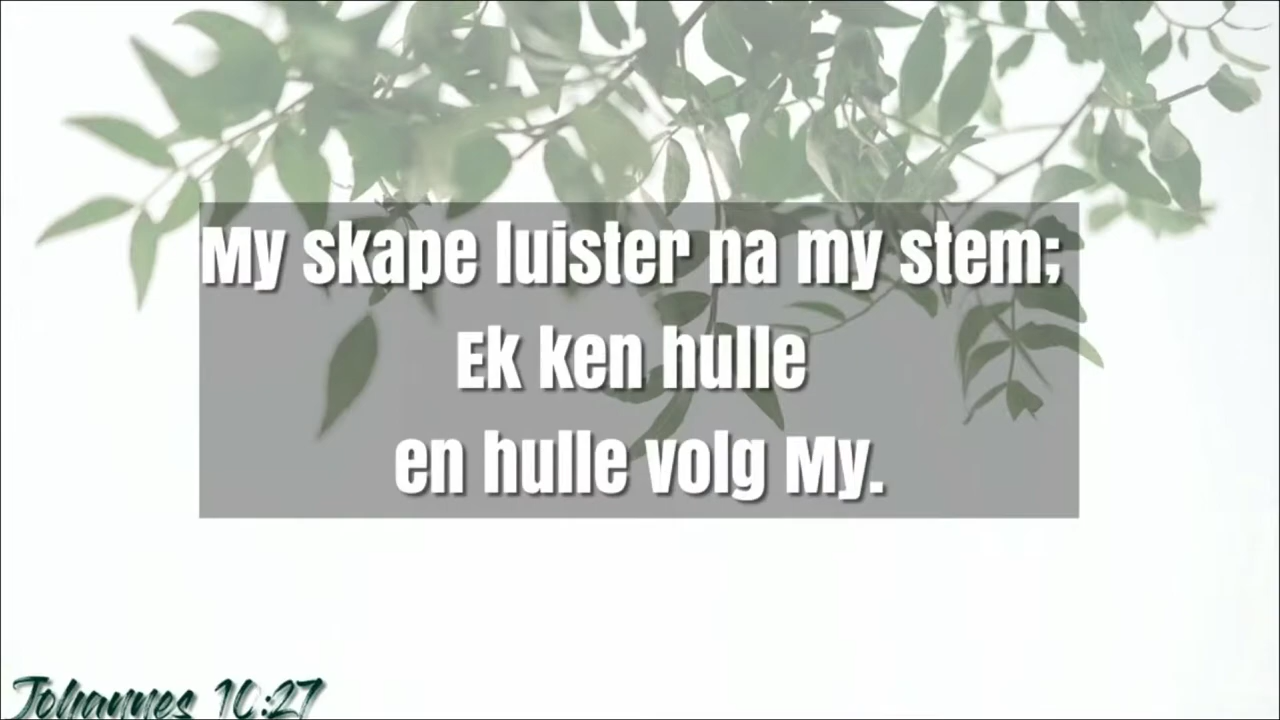 My skape luister na my stem;
Ek ken hulle
en hulle volg My.
Johannes 10:27